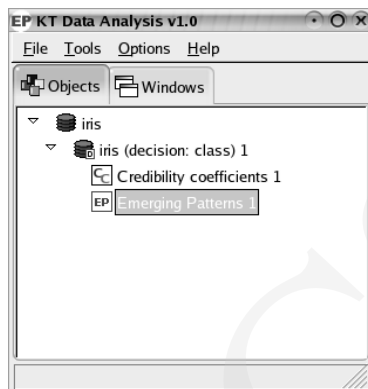 EP KT Data Analysis v1.0
File Tools Options Help
Objects Windows
iris
D iris (decision: class) 1
CC Credibility coefficients 1
EP Emerging Patterns 1